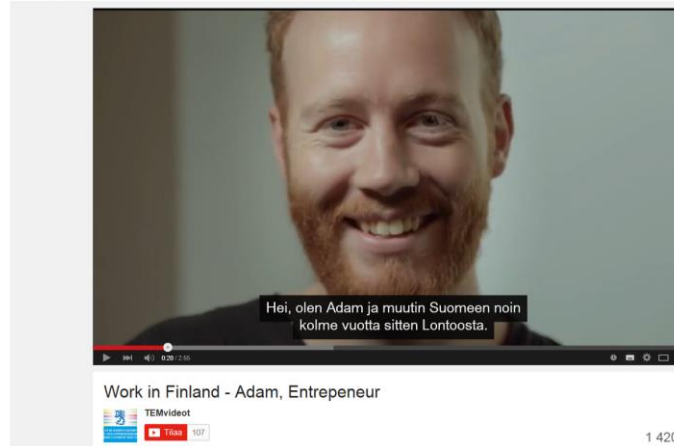 Hei, olen Adam ja muutin Suomeen noin
kolme vuotta sitten Lontoosta.
0:20 / 2:55
Work in Finland - Adam, Entrepeneur
TEMvideot
Tilaa 107
1 420